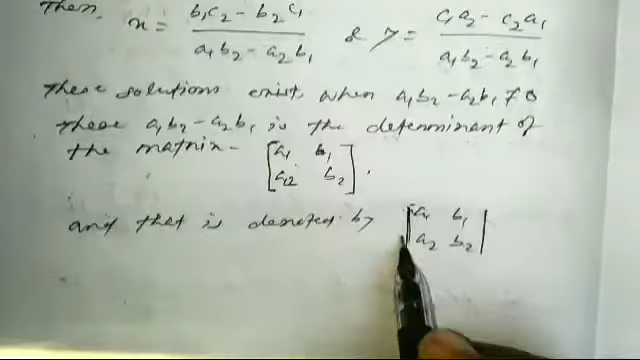 Then, x = (b₁c₂ - b₂c₁)/(a₁b₂ - a₂b₁) & y = (c₁a₂ - c₂a₁)/(a₁b₂ - a₂b₁)
These solutions exist, when a₁b₂-a₂b₁≠0
These a₁b₂-a₂b₁ is the determinant of
the matrix- [a₁ b₁
a₂ b₂].
and that is denoted by |a₁ b₁
a₂ b₂|